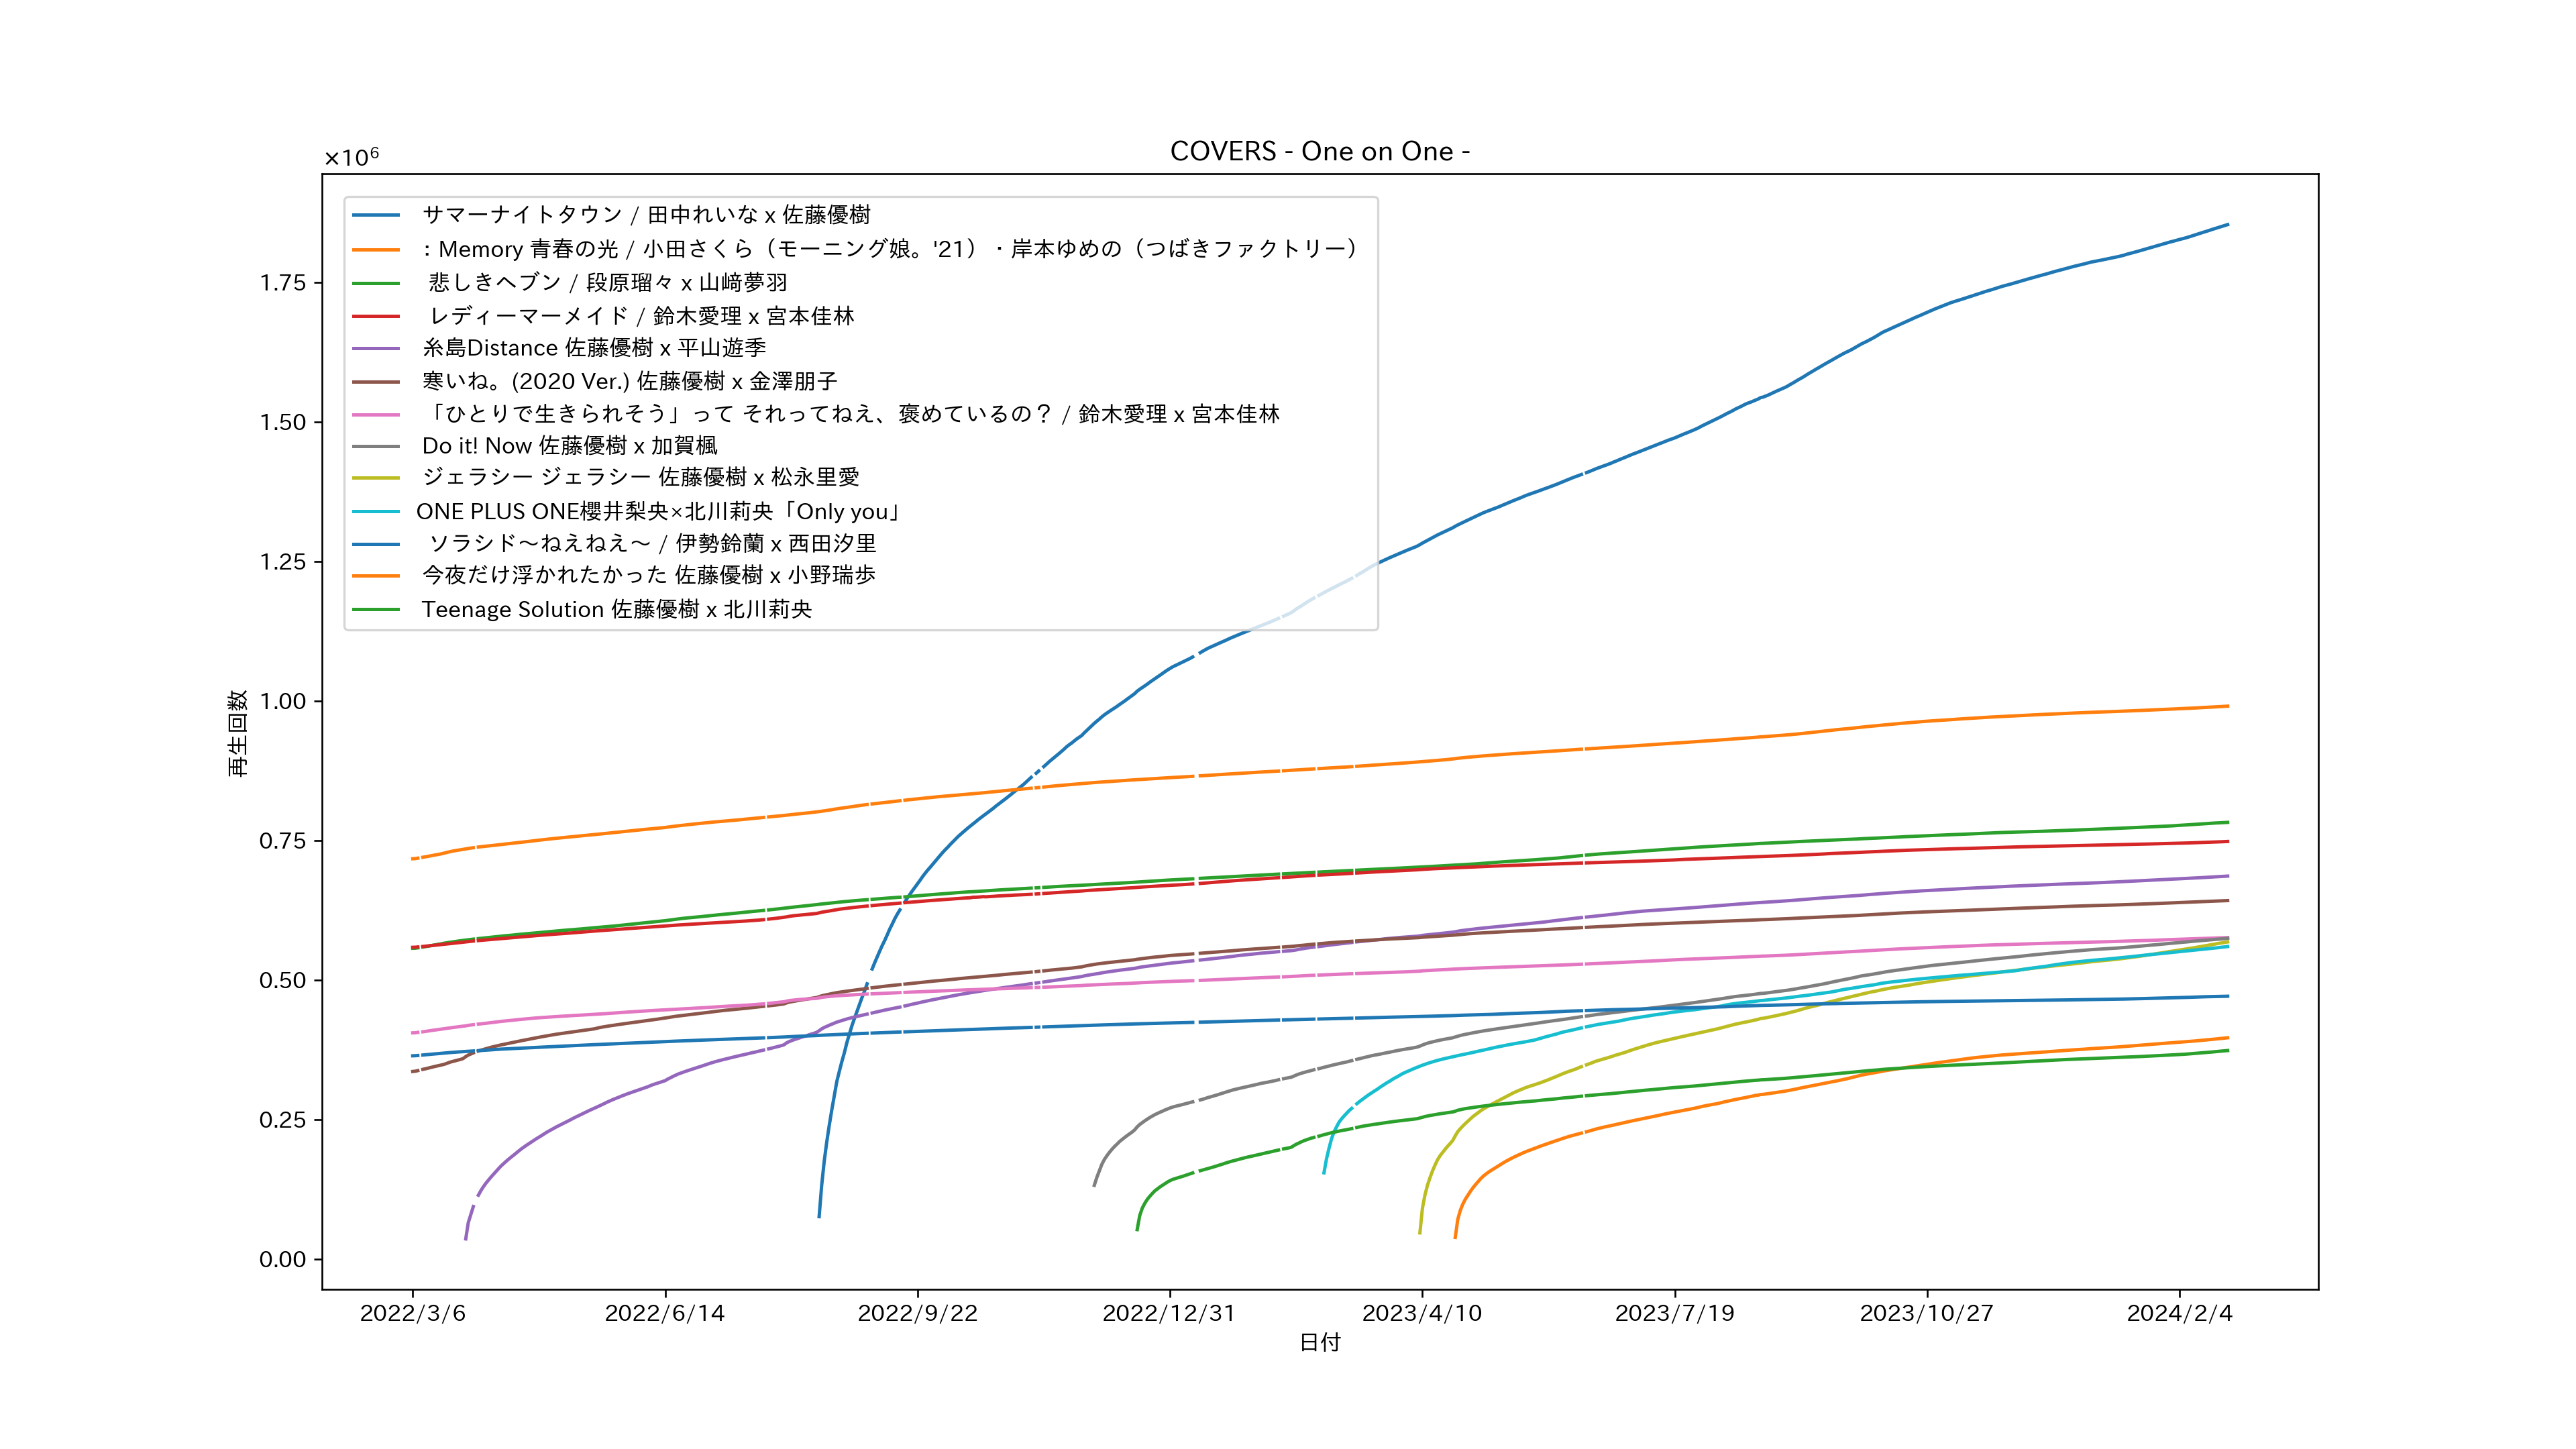 COVERS - One on One -
×10⁶
サマーナイトタウン / 田中れいな x 佐藤優樹
: Memory 青春の光 / 小田さくら（モーニング娘。'21）・岸本ゆめの（つばきファクトリー）
悲しきヘブン / 段原瑠々 x 山﨑夢羽
レディーマーメイド / 鈴木愛理 x 宮本佳林
糸島Distance 佐藤優樹 x 平山遊季
寒いね。(2020 Ver.) 佐藤優樹 x 金澤朋子
「ひとりで生きられそう」って それってねえ、褒めているの？ / 鈴木愛理 x 宮本佳林
Do it! Now 佐藤優樹 x 加賀楓
ジェラシー ジェラシー 佐藤優樹 x 松永里愛
ONE PLUS ONE櫻井梨央×北川莉央「Only you」
ソラシド～ねえねえ～ / 伊勢鈴蘭 x 西田汐里
今夜だけ浮かれたかった 佐藤優樹 x 小野瑞歩
Teenage Solution 佐藤優樹 x 北川莉央
1.75
1.50
1.25
1.00
0.75
0.50
0.25
0.00
再生回数
2022/3/6 2022/6/14 2022/9/22 2022/12/31 2023/4/10 2023/7/19 2023/10/27 2024/2/4
日付